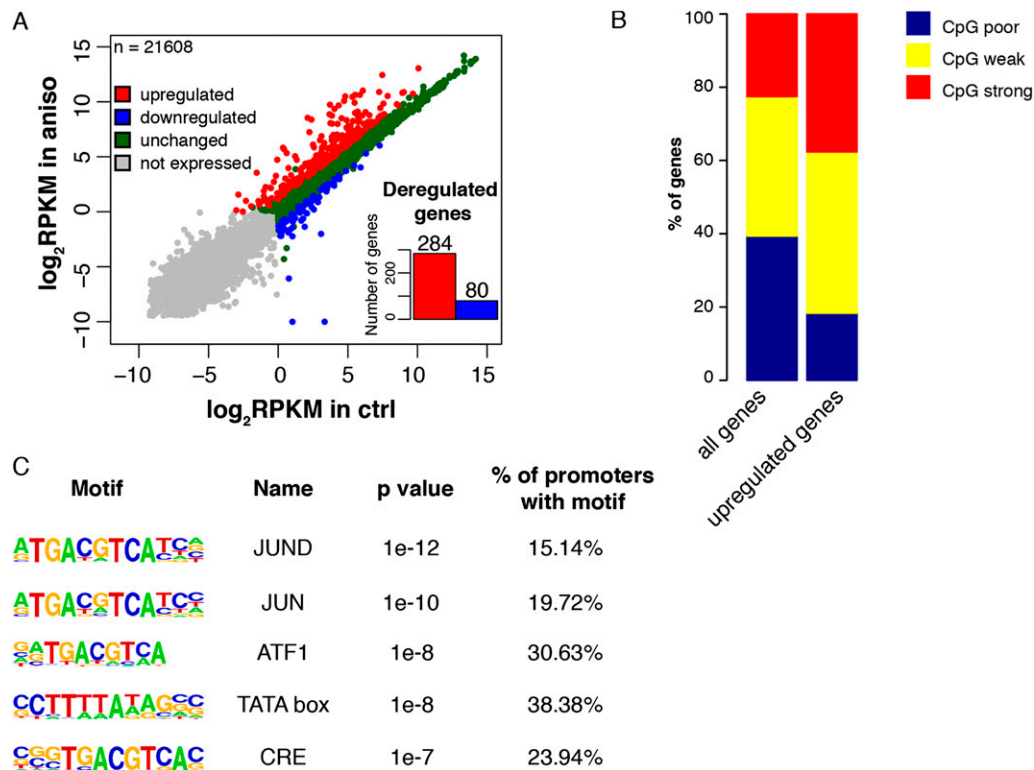 A
n = 21608
upregulated
downregulated
unchanged
not expressed
log2RPKM in aniso
15
10
5
0
−5
−10
−10 −5 0 5 10 15
log2RPKM in ctrl
Deregulated
genes
Number of genes
0 200
284
80
B
% of genes
100
80
60
40
20
0
all genes
upregulated genes
CpG poor
CpG weak
CpG strong
C
Motif Name p value % of promoters
with motif
ATGACGTCATCG JUND 1e-12 15.14%
ATGACGTCATCC JUN 1e-10 19.72%
GATGACGTCA ATF1 1e-8 30.63%
CCTTTTATAGCC TATA box 1e-8 38.38%
CGGTGACGTCAC CRE 1e-7 23.94%